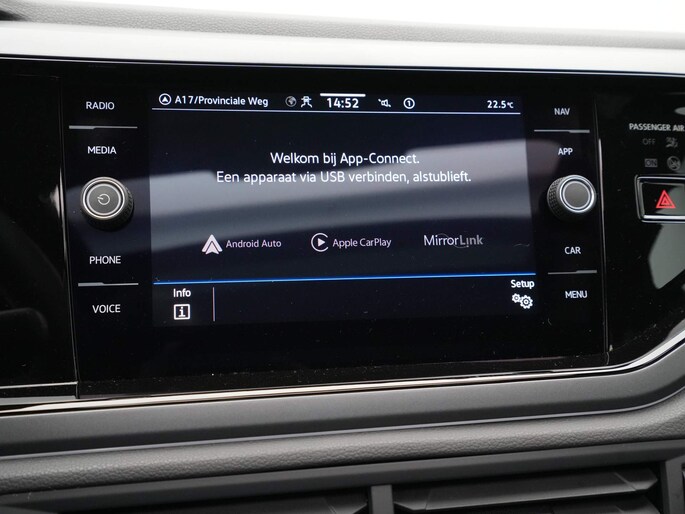 RADIO
MEDIA
PHONE
VOICE
A17/Provinciale Weg 14:52 1 22.5°C
Welkom bij App-Connect.
Een apparaat via USB verbinden, alstublieft.
Android Auto Apple CarPlay MirrorLink
Info Setup
NAV
APP
CAR
MENU
PASSENGER AIR
OFF